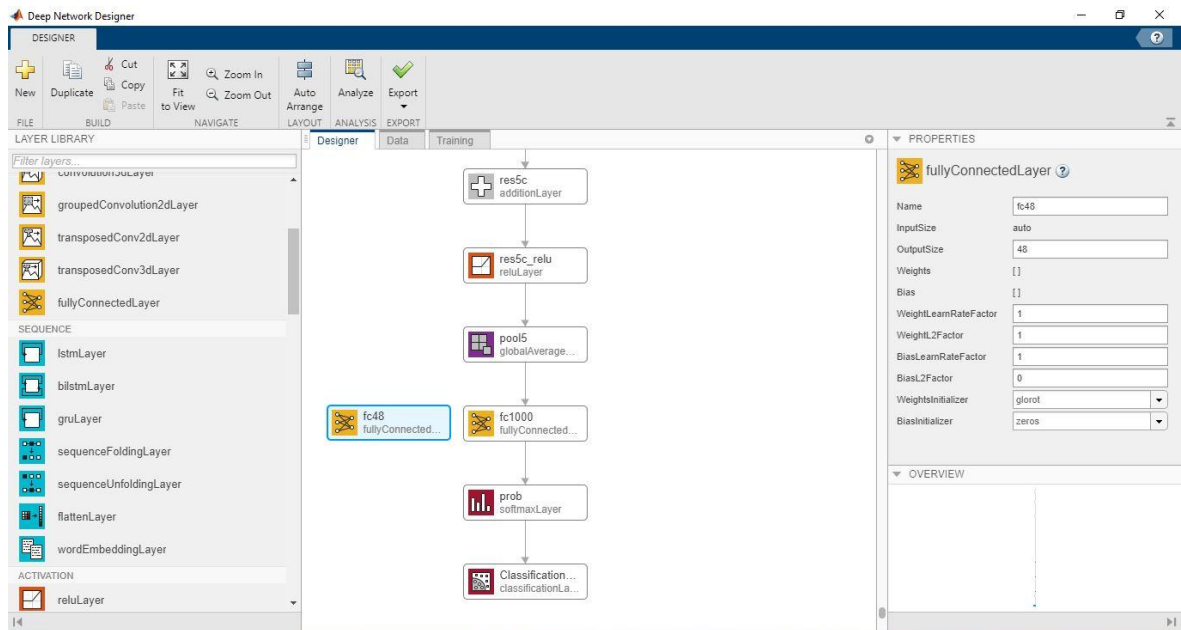 Deep Network Designer
DESIGNER
New
Duplicate
Cut
Copy
Paste
Fit
to View
Zoom In
Zoom Out
Auto
Arrange
Analyze
Export
FILE
BUILD
NAVIGATE
LAYOUT
ANALYSIS
EXPORT
LAYER LIBRARY
Filter layers...
convolution3dLayer
groupedConvolution2dLayer
transposedConv2dLayer
transposedConv3dLayer
fullyConnectedLayer
SEQUENCE
lstmLayer
bilstmLayer
gruLayer
sequenceFoldingLayer
sequenceUnfoldingLayer
flattenLayer
wordEmbeddingLayer
ACTIVATION
reluLayer
Designer
Data
Training
res5c
additionLayer
res5c_relu
reluLayer
pool5
globalAverage...
fc48
fullyConnected...
fc1000
fullyConnected...
prob
softmaxLayer
Classification...
classificationLa...
PROPERTIES
fullyConnectedLayer ?
Name fc48
InputSize auto
OutputSize 48
Weights []
Bias []
WeightLearnRateFactor 1
WeightL2Factor 1
BiasLearnRateFactor 1
BiasL2Factor 0
WeightsInitializer glorot
BiasInitializer zeros
OVERVIEW